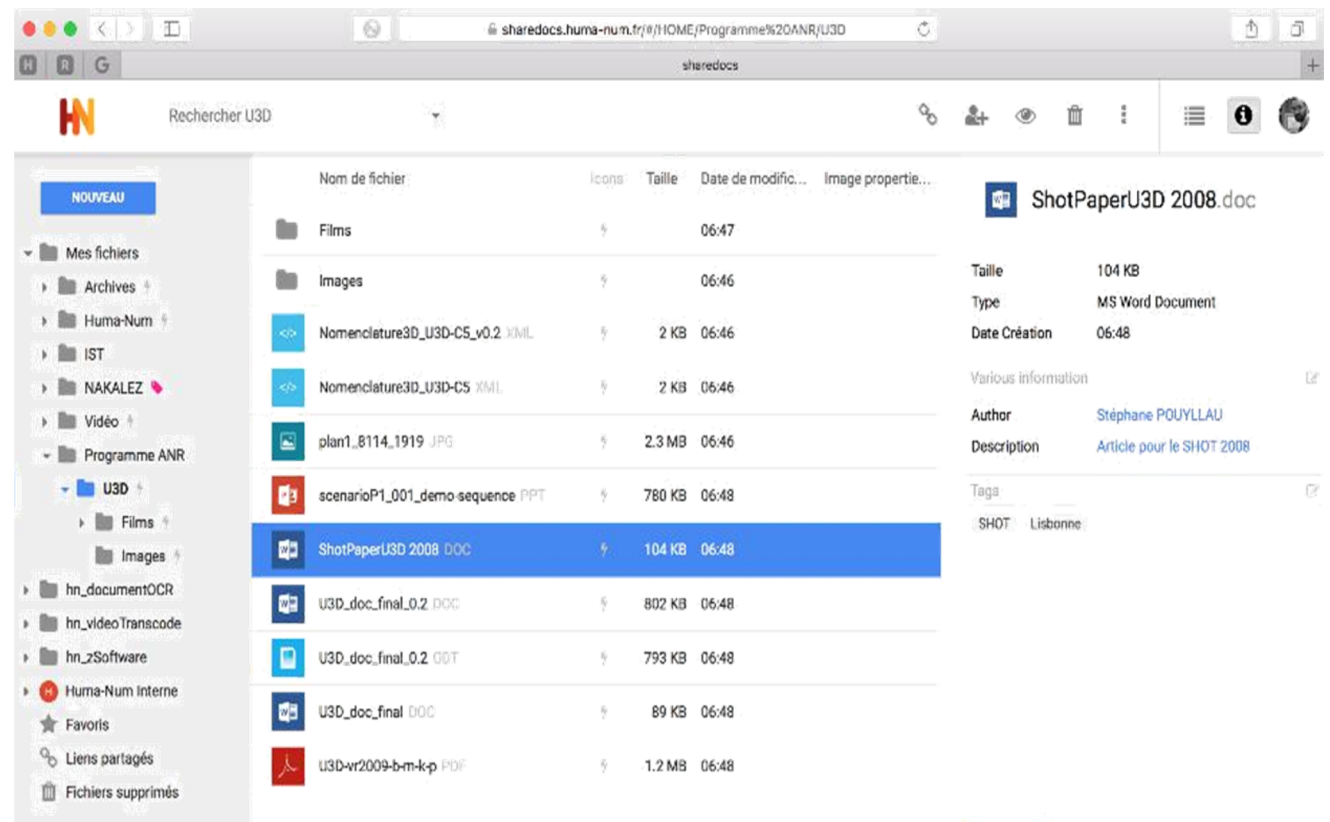 sharedocs.huma-num.fr/#/HOME/Programme%20ANR/U3D
H R G
sharedocs
HN
Rechercher U3D
NOUVEAU
Mes fichiers
Archives
Huma-Num
IST
NAKALEZ
Vidéo
Programme ANR
U3D
Films
Images
hn_documentOCR
hn_videoTranscode
hn_zSoftware
H Huma-Num Interne
Favoris
Liens partagés
Fichiers supprimés
Nom de fichier Icons Taille Date de modific... Image propertie...
Films 06:47
Images 06:46
Nomenclature3D_U3D-C5_v0.2 XML 2 KB 06:46
Nomenclature3D_U3D-C5 XML 2 KB 06:46
plan1_8114_1919 JPG 2.3 MB 06:46
scenarioP1_001_demo-sequence PPT 780 KB 06:48
ShotPaperU3D 2008 DOC 104 KB 06:48
U3D_doc_final_0.2 DOC 802 KB 06:48
U3D_doc_final_0.2 ODT 793 KB 06:48
U3D_doc_final DOC 89 KB 06:48
U3D-vr2009-b-m-k-p PDF 1.2 MB 06:48
ShotPaperU3D 2008.doc
Taille 104 KB
Type MS Word Document
Date Création 06:48
Various information
Author Stéphane POUYLLAU
Description Article pour le SHOT 2008
Tags
SHOT Lisbonne